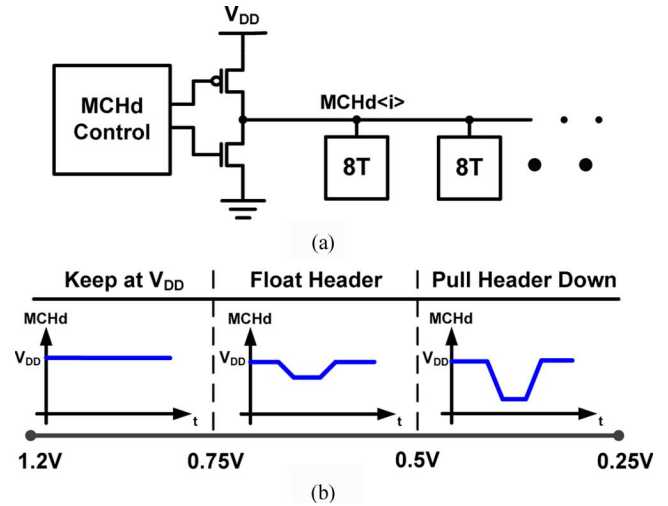 VDD
MCHd
Control
MCHd<i>
8T
8T
(a)
Keep at VDD
Float Header
Pull Header Down
MCHd
MCHd
MCHd
VDD
VDD
VDD
t
t
t
1.2V
0.75V
0.5V
0.25V
(b)